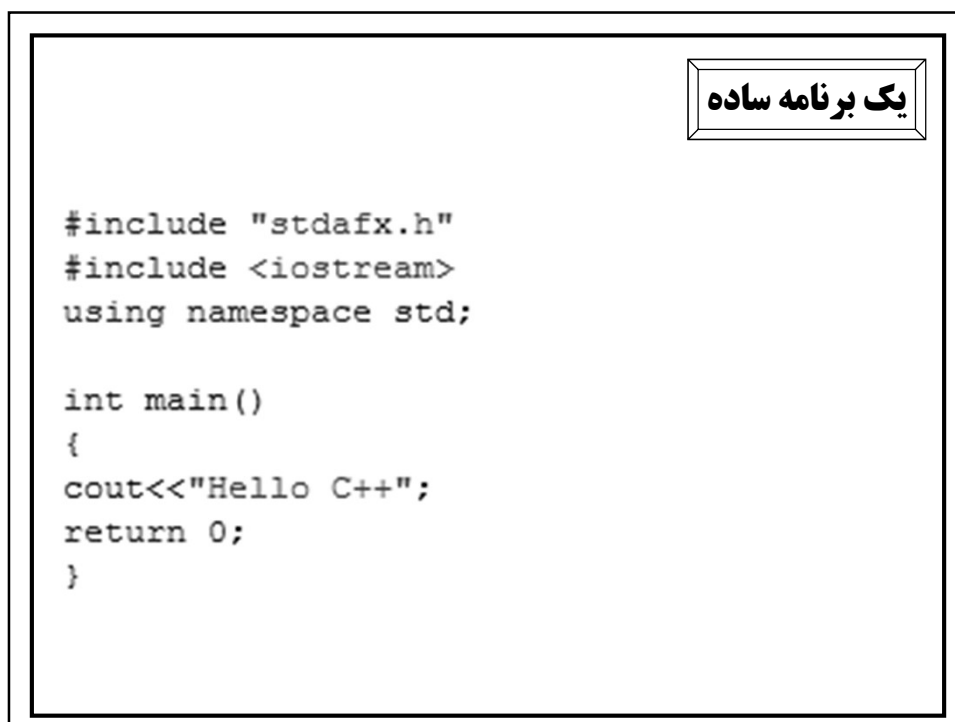 یک برنامه ساده
#include "stdafx.h"
#include <iostream>
using namespace std;
int main()
{
cout<<"Hello C++";
return 0;
}